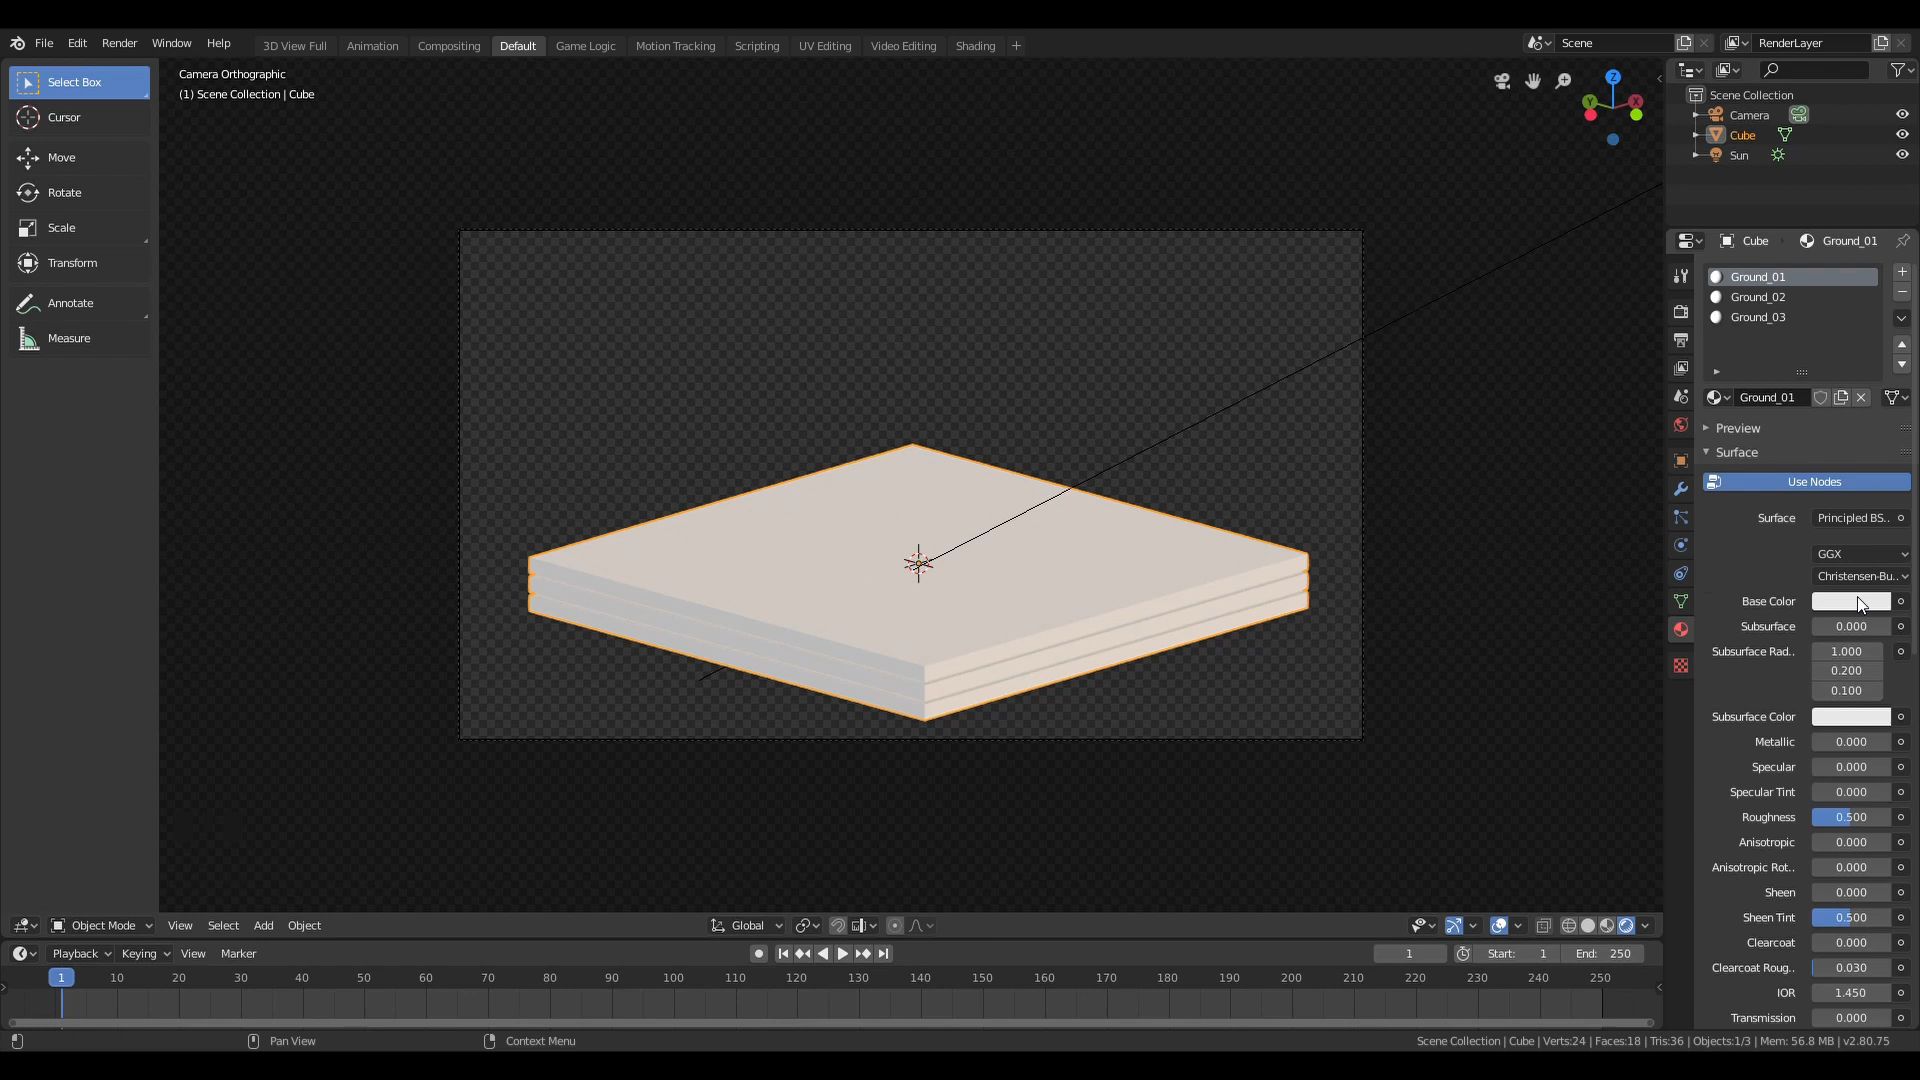 File Edit Render Window Help
3D View Full Animation Compositing Default Game Logic Motion Tracking Scripting UV Editing Video Editing Shading +
Scene
RenderLayer
Select Box
Cursor
Move
Rotate
Scale
Transform
Annotate
Measure
Camera Orthographic
(1) Scene Collection | Cube
Z
Y
X
Scene Collection
Camera
Cube
Sun
Cube Ground_01
Ground_01
Ground_02
Ground_03
Ground_01
Preview
Surface
Use Nodes
Surface Principled BS..
GGX
Christensen-Bu..
Base Color
Subsurface 0.000
Subsurface Rad.. 1.000
0.200
0.100
Subsurface Color
Metallic 0.000
Specular 0.000
Specular Tint 0.000
Roughness 0.500
Anisotropic 0.000
Anisotropic Rot.. 0.000
Sheen 0.000
Sheen Tint 0.500
Clearcoat 0.000
Clearcoat Roug.. 0.030
IOR 1.450
Transmission 0.000
Object Mode View Select Add Object
Global
Playback Keying View Marker
1 Start: 1 End: 250
1 10 20 30 40 50 60 70 80 90 100 110 120 130 140 150 160 170 180 190 200 210 220 230 240 250
Pan View
Context Menu
Scene Collection | Cube | Verts:24 | Faces:18 | Tris:36 | Objects:1/3 | Mem: 56.8 MB | v2.80.75